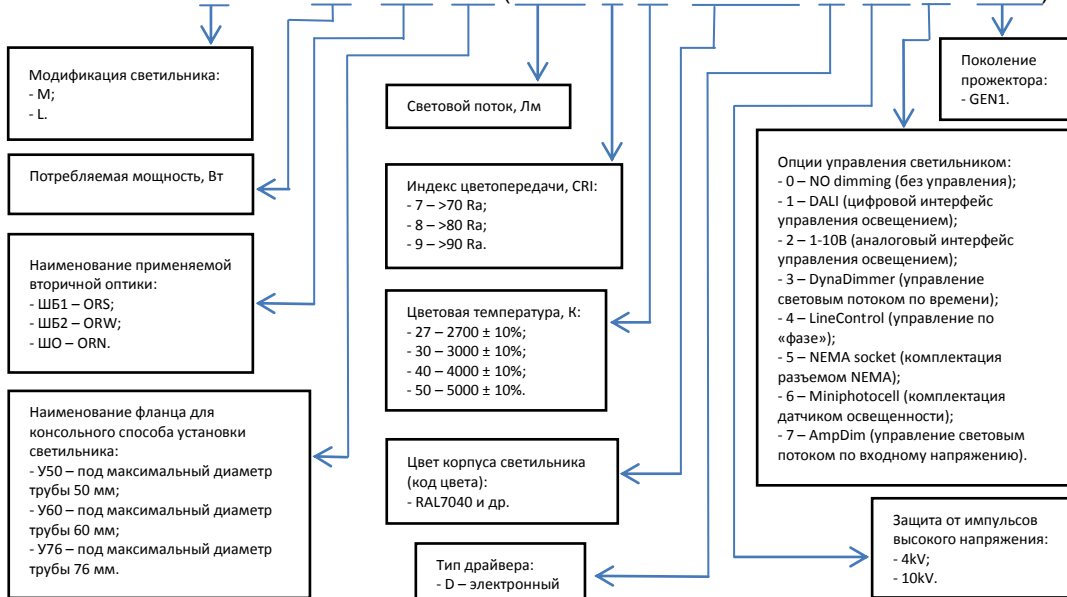 (
)
Модификация светильника:
- M;
- L.
Потребляемая мощность, Вт
Наименование применяемой
вторичной оптики:
- ШБ1 – ORS;
- ШБ2 – ORW;
- ШО – ORN.
Наименование фланца для
консольного способа установки
светильника:
- У50 – под максимальный диаметр
трубы 50 мм;
- У60 – под максимальный диаметр
трубы 60 мм;
- У76 – под максимальный диаметр
трубы 76 мм.
Световой поток, Лм
Индекс цветопередачи, CRI:
- 7 – >70 Ra;
- 8 – >80 Ra;
- 9 – >90 Ra.
Цветовая температура, К:
- 27 – 2700 ± 10%;
- 30 – 3000 ± 10%;
- 40 – 4000 ± 10%;
- 50 – 5000 ± 10%.
Цвет корпуса светильника
(код цвета):
- RAL7040 и др.
Тип драйвера:
- D – электронный
Поколение
прожектора:
- GEN1.
Опции управления светильником:
- 0 – NO dimming (без управления);
- 1 – DALI (цифровой интерфейс
управления освещением);
- 2 – 1-10В (аналоговый интерфейс
управления освещением);
- 3 – DynaDimmer (управление
световым потоком по времени);
- 4 – LineControl (управление по
«фазе»);
- 5 – NEMA socket (комплектация
разъемом NEMA);
- 6 – Miniphotocell (комплектация
датчиком освещенности);
- 7 – AmpDim (управление световым
потоком по входному напряжению).
Защита от импульсов
высокого напряжения:
- 4kV;
- 10kV.